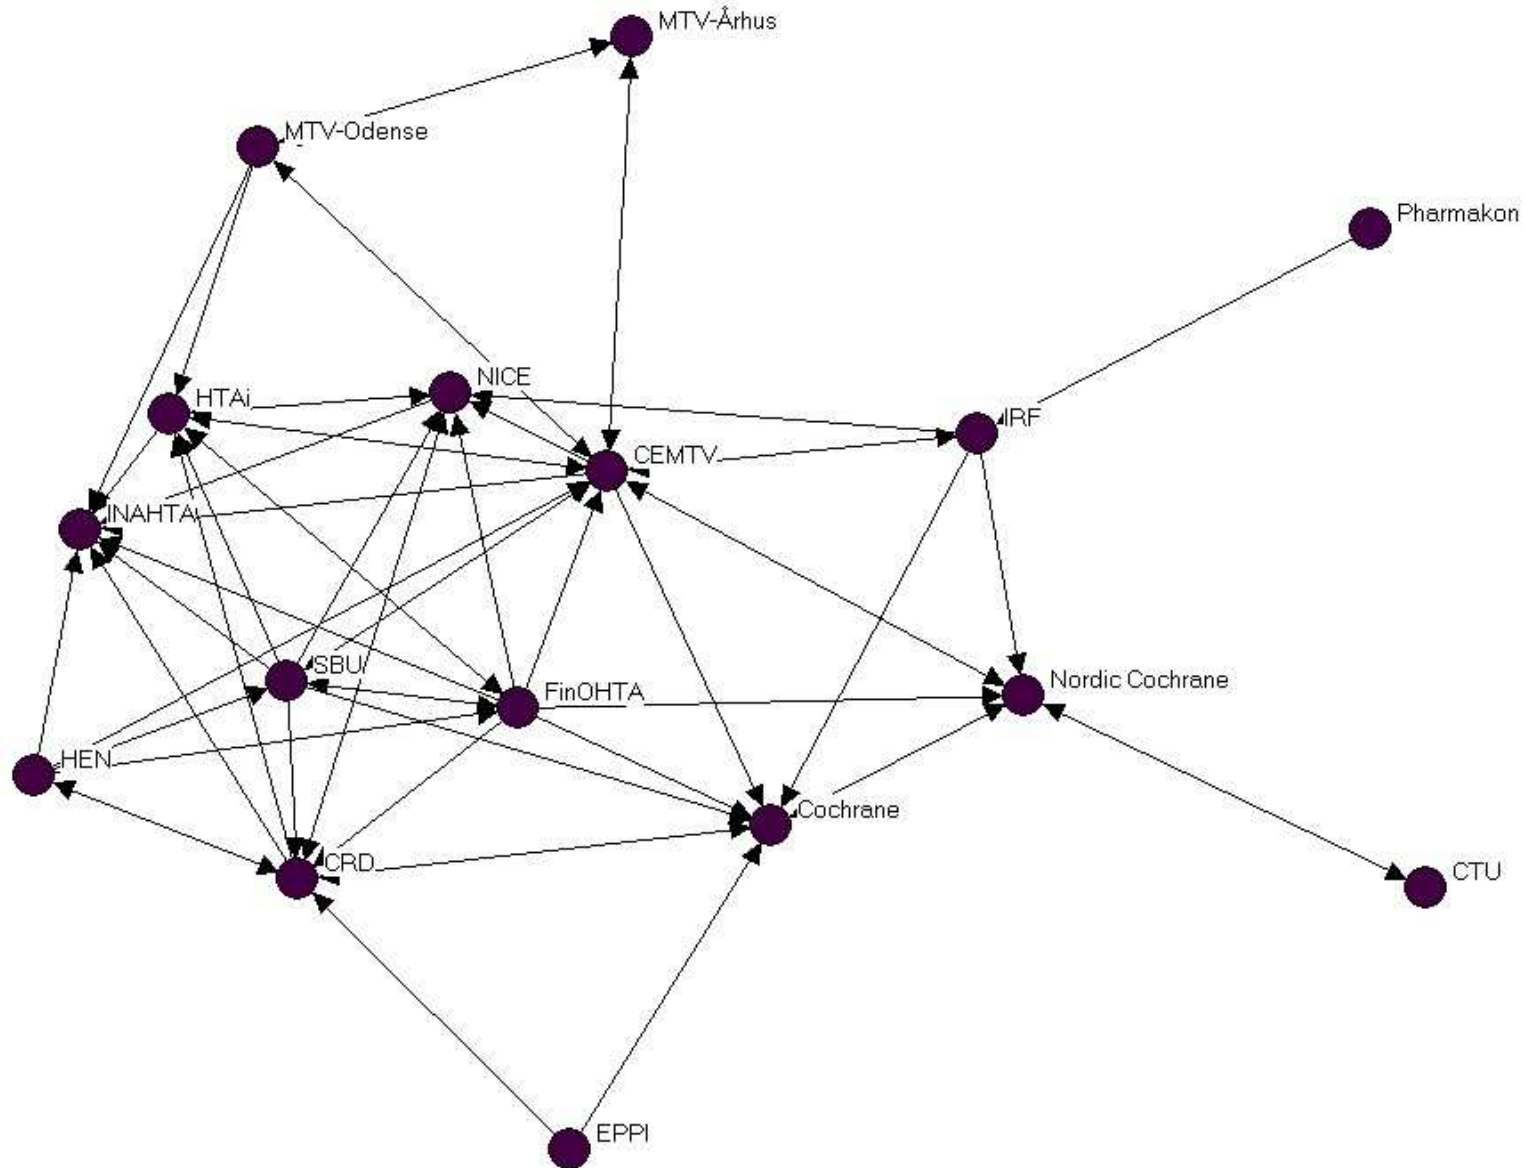 MTV-Århus
MTV-Odense
Pharmakon
NICE
HTAi
IRF
CEMTV
INAHTA
SBU
Nordic Cochrane
FinOHTA
HEN
Cochrane
CRD
CTU
EPPI